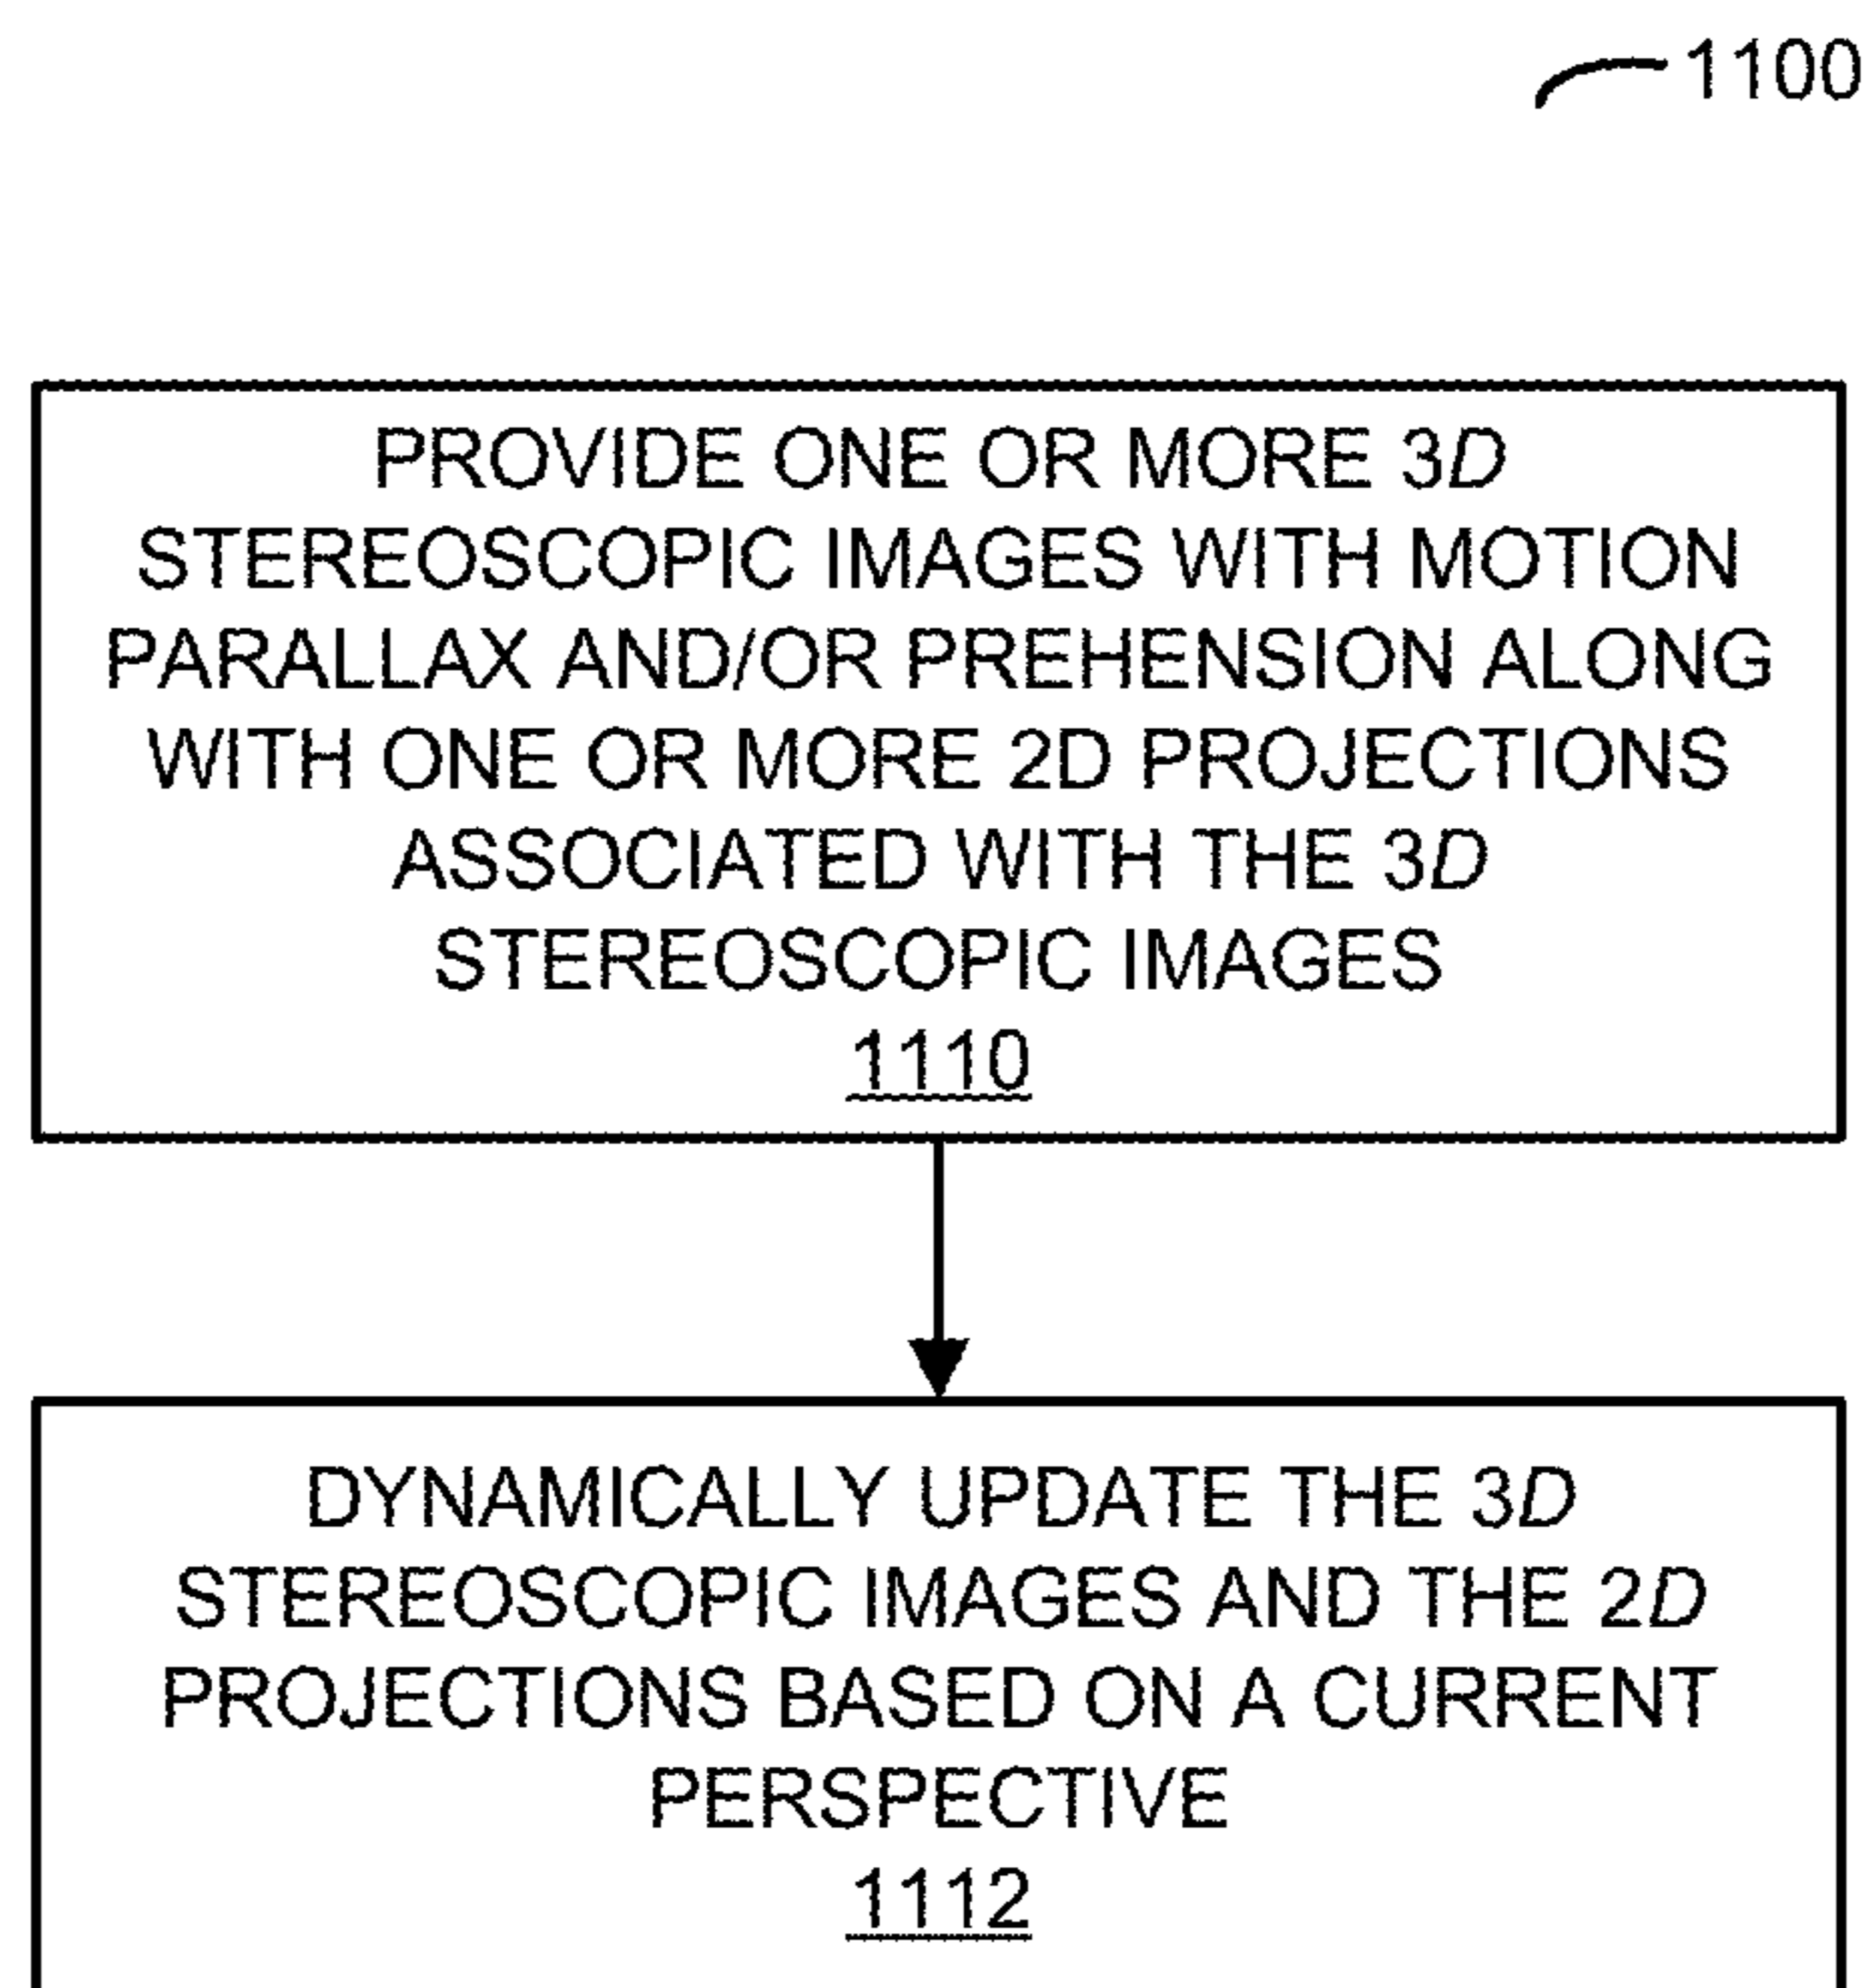 1100
PROVIDE ONE OR MORE 3D
STEREOSCOPIC IMAGES WITH MOTION
PARALLAX AND/OR PREHENSION ALONG
WITH ONE OR MORE 2D PROJECTIONS
ASSOCIATED WITH THE 3D
STEREOSCOPIC IMAGES
1110
DYNAMICALLY UPDATE THE 3D
STEREOSCOPIC IMAGES AND THE 2D
PROJECTIONS BASED ON A CURRENT
PERSPECTIVE
1112